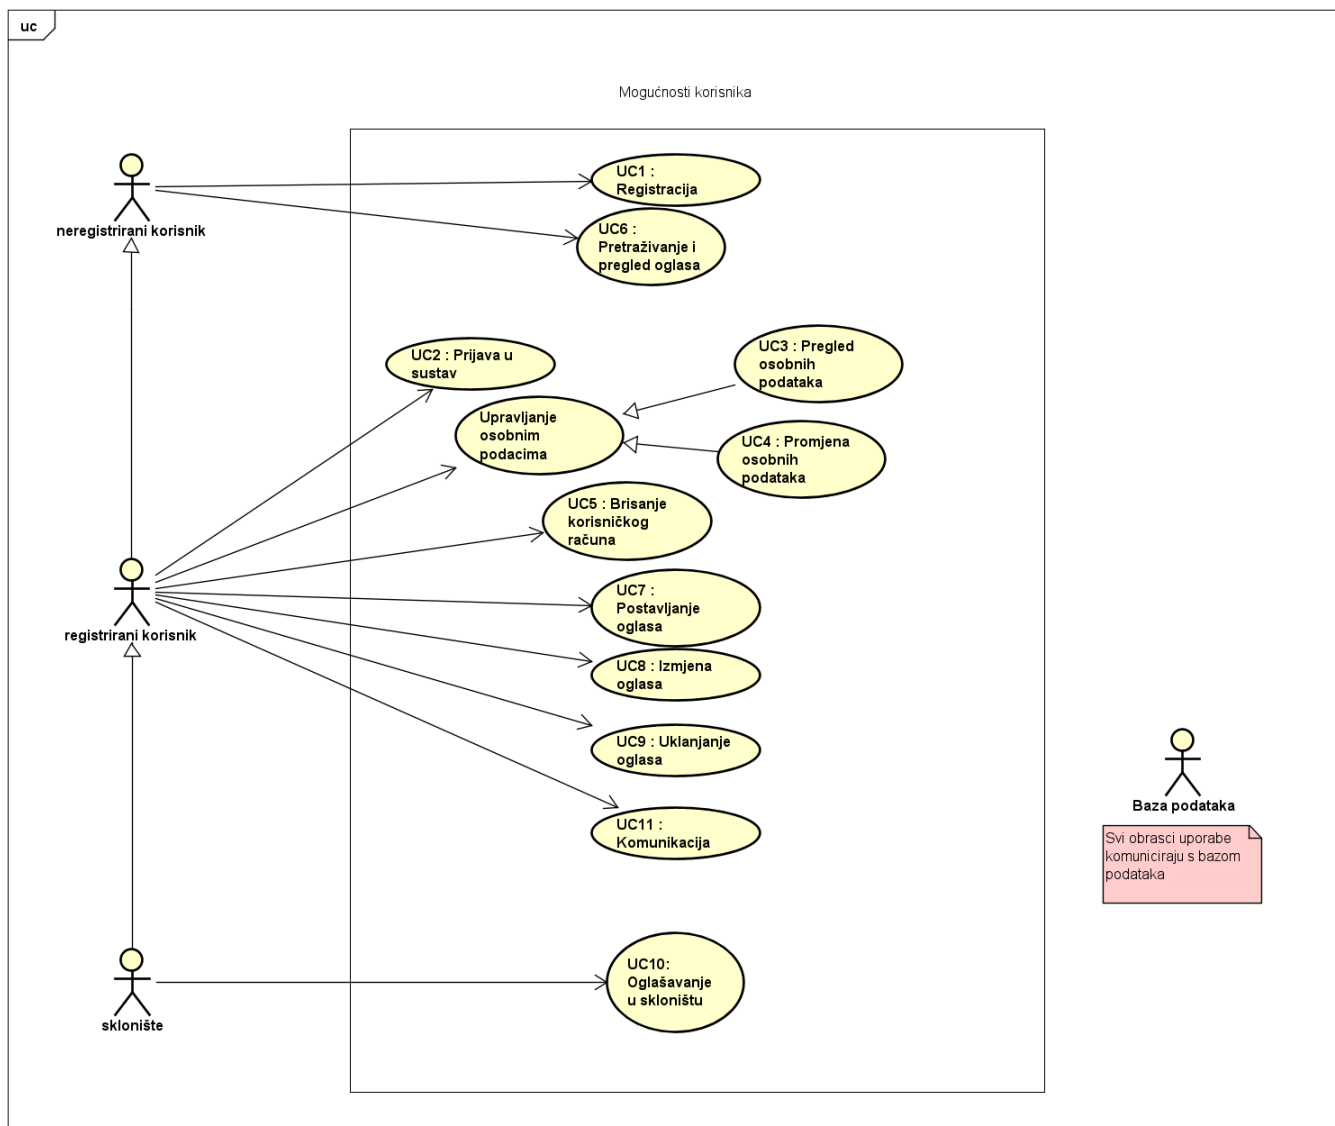 uc
Mogućnosti korisnika
UC1 :
Registracija
neregistrirani korisnik
UC6 :
Pretraživanje i
pregled oglasa
UC2 : Prijava u
sustav
UC3 : Pregled
osobnih
podataka
Upravljanje
osobnim
podacima
UC4 : Promjena
osobnih
podataka
UC5 : Brisanje
korisničkog
računa
registrirani korisnik
UC7 :
Postavljanje
oglasa
UC8 : Izmjena
oglasa
UC9 : Uklanjanje
oglasa
UC11 :
Komunikacija
Baza podataka
Svi obrasci uporabe
komuniciraju s bazom
podataka
sklonište
UC10:
Oglašavanje
u skloništu